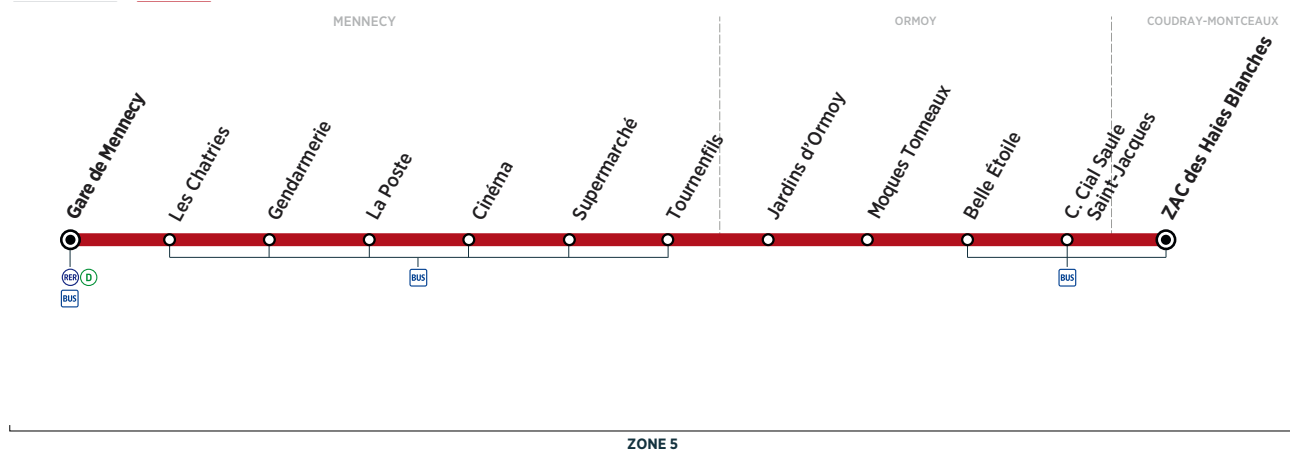 MENNECY
ORMOY
COUDRAY-MONTCEAUX
Gare de Mennecy
Les Chatries
Gendarmerie
La Poste
Cinéma
Supermarché
Tournenfils
Jardins d'Ormoy
Moques Tonneaux
Belle Étoile
C. Cial Saule
Saint-Jacques
ZAC des Haies Blanches
RER D
BUS
BUS
BUS
ZONE 5